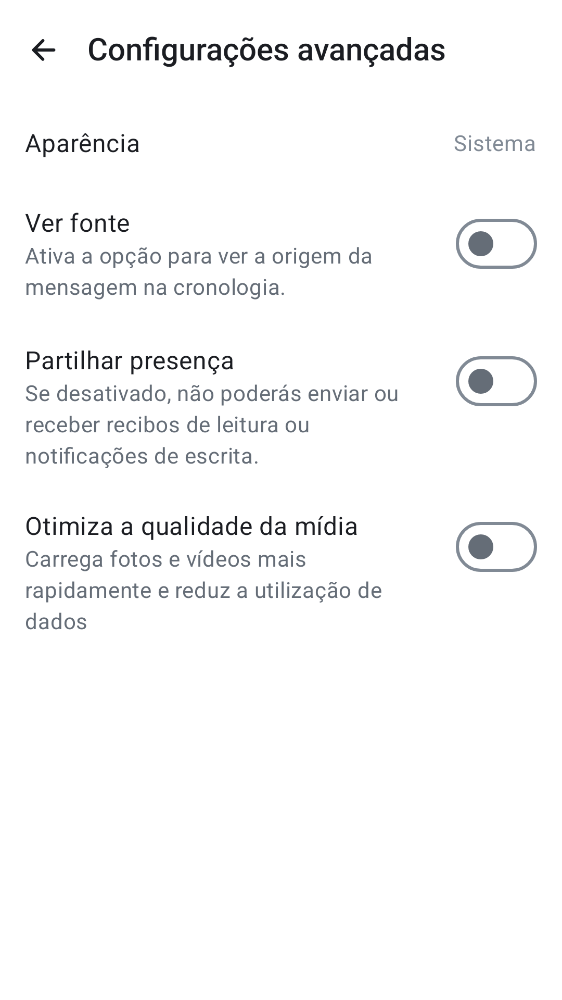 Configurações avançadas
Aparência
Sistema
Ver fonte
Ativa a opção para ver a origem da
mensagem na cronologia.
Partilhar presença
Se desativado, não poderás enviar ou
receber recibos de leitura ou
notificações de escrita.
Otimiza a qualidade da mídia
Carrega fotos e vídeos mais
rapidamente e reduz a utilização de
dados